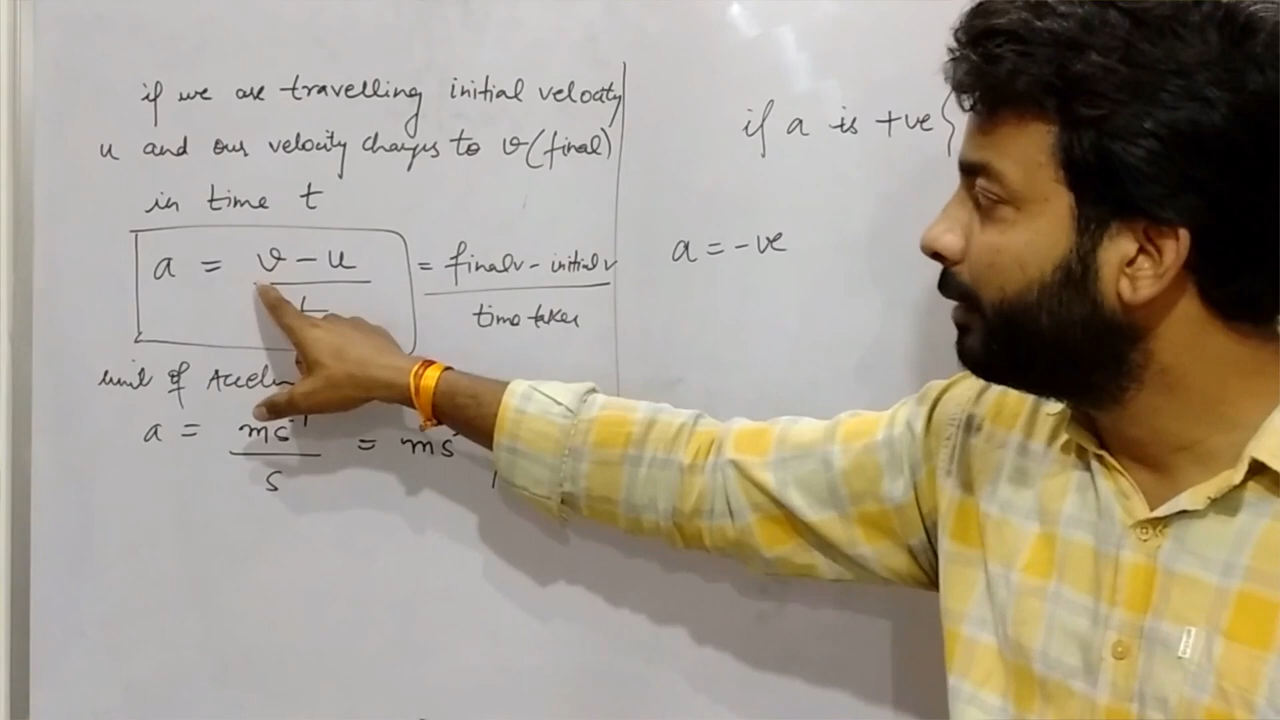 if we are travelling initial velocity
u and our velocity changes to v (final)
in time t
a = v - u / t = final v - initial v / time taken
unit of
a = ms⁻¹ / s = ms
if a is +ve {
a = -ve